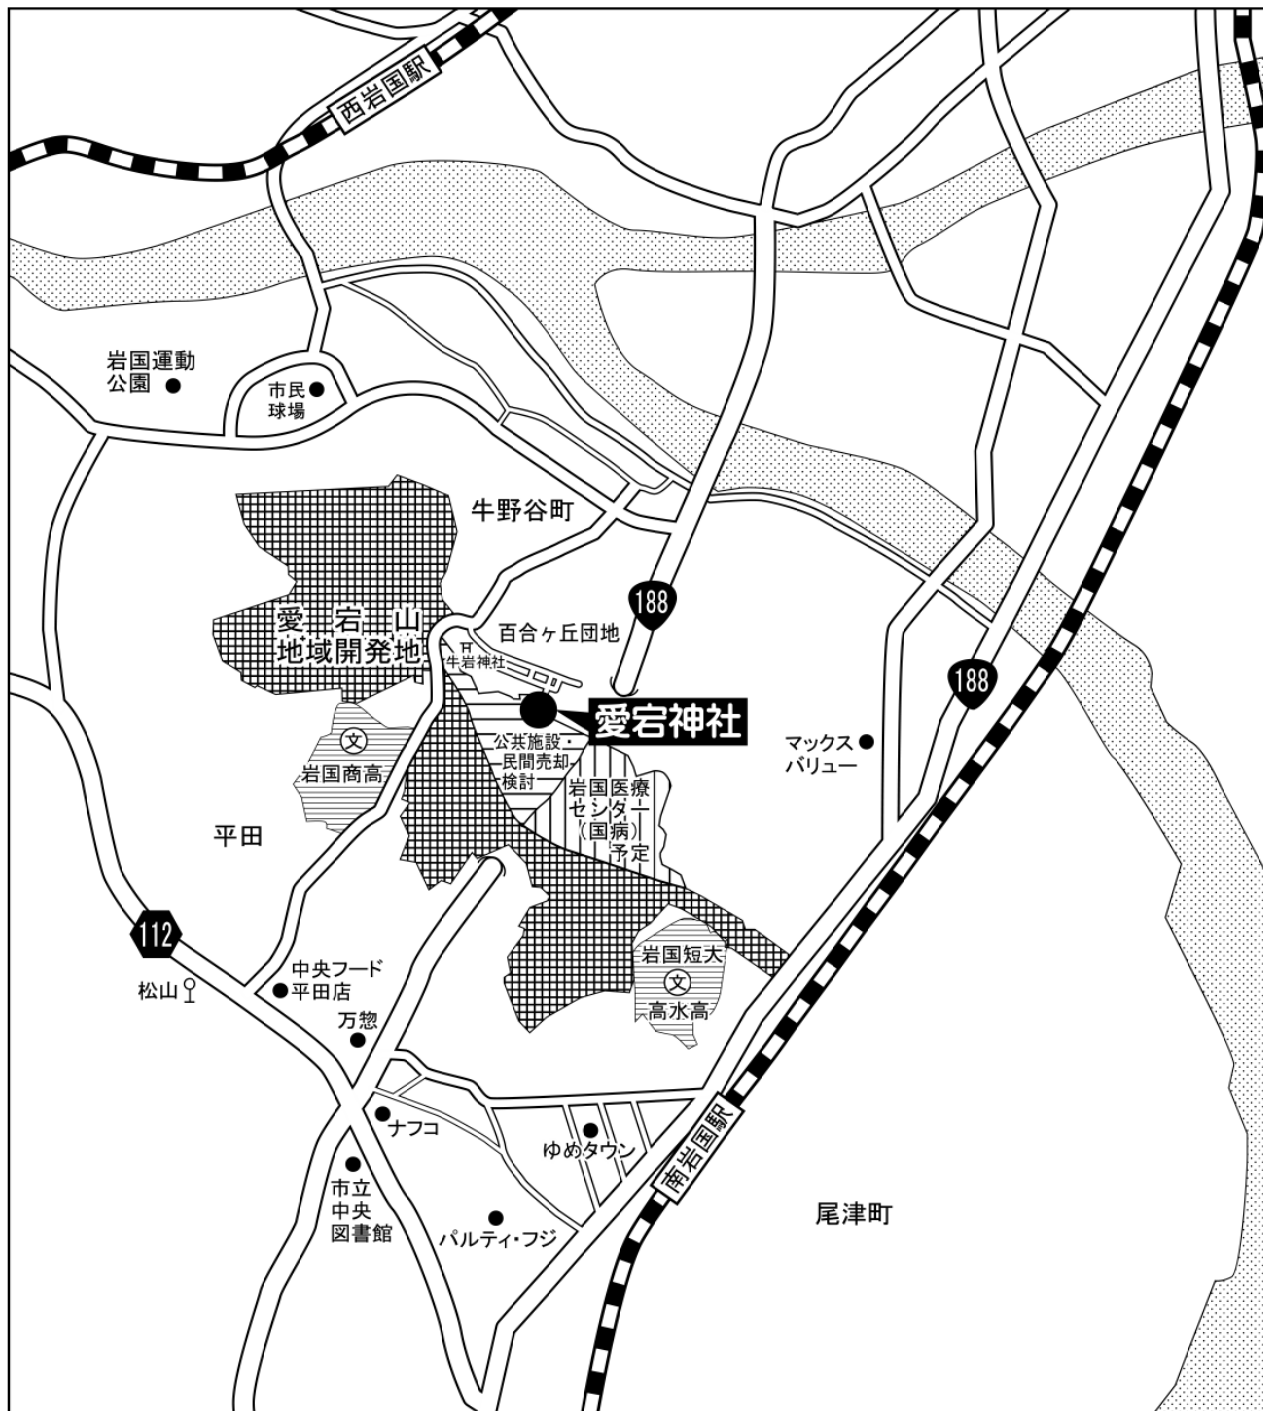 西岩国駅
岩国運動
公園
市民
球場
牛野谷町
188
愛宕山
地域開発地
百合ヶ丘団地
牛岩神社
188
愛宕神社
公共施設・
民間売却
検討
マックス
バリュー
文
岩国商高
岩国医療
センター
(国病)
予定
平田
112
松山
中央フード
平田店
岩国短大
文
高水高
万惣
ナフコ
ゆめタウン
南岩国駅
市立
中央
図書館
パルティ・フジ
尾津町